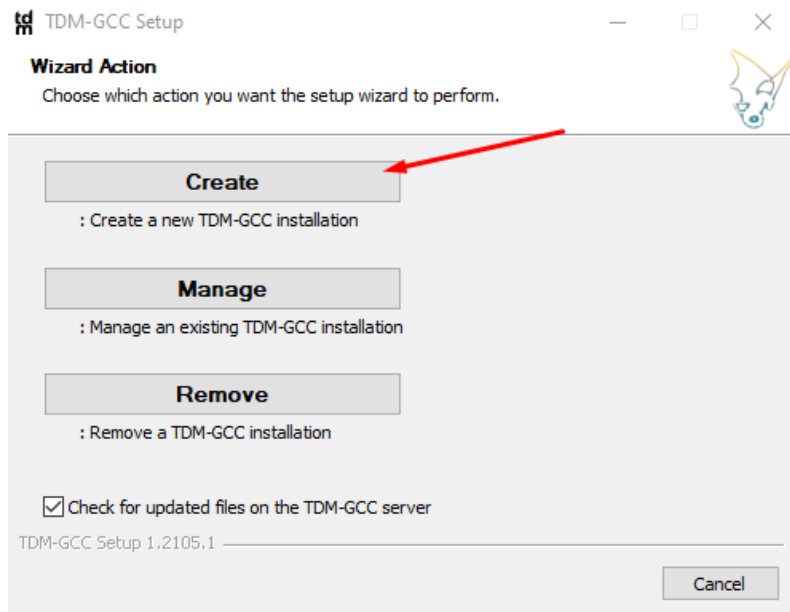 tdm
TDM-GCC Setup
Wizard Action
Choose which action you want the setup wizard to perform.
Create
: Create a new TDM-GCC installation
Manage
: Manage an existing TDM-GCC installation
Remove
: Remove a TDM-GCC installation
Check for updated files on the TDM-GCC server
TDM-GCC Setup 1.2105.1
Cancel